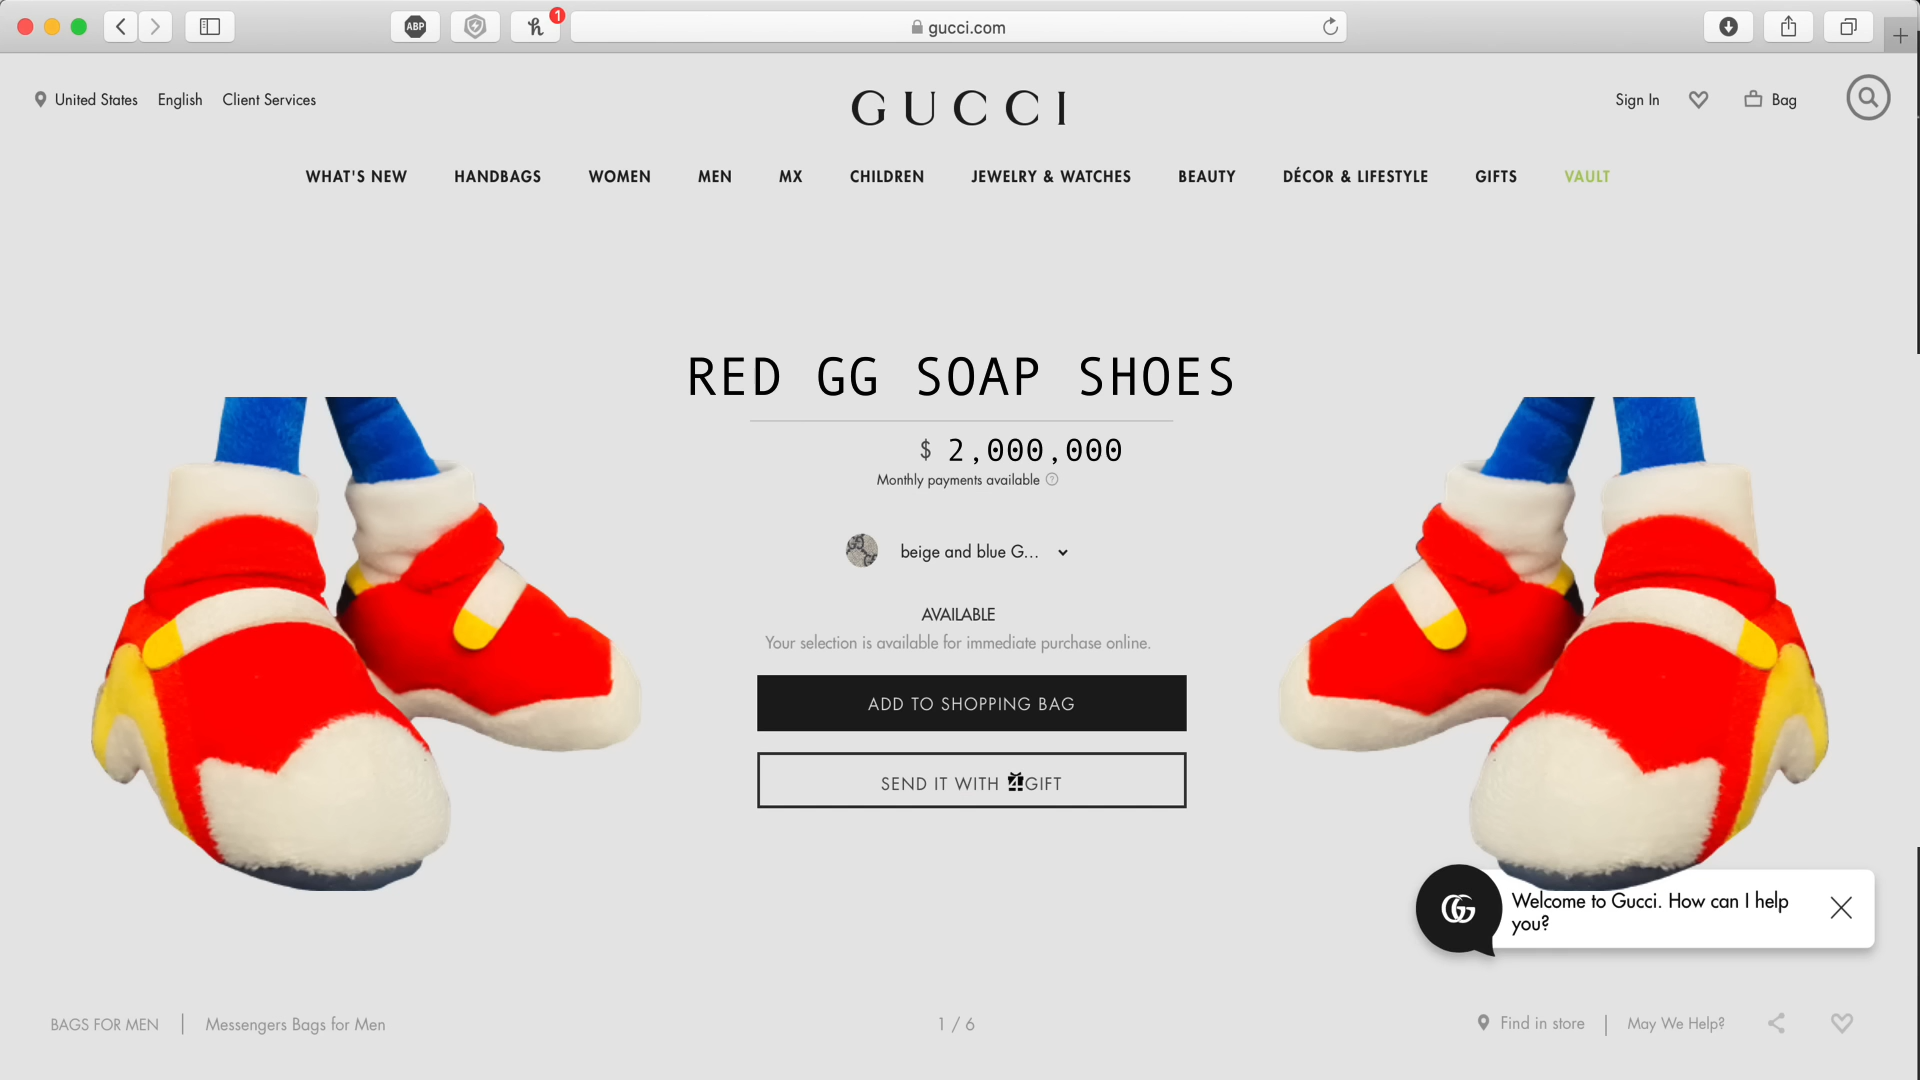 ABP
1
gucci.com
United States English Client Services
GUCCI
Sign In Bag
WHAT'S NEW HANDBAGS WOMEN MEN MX CHILDREN JEWELRY & WATCHES BEAUTY DÉCOR & LIFESTYLE GIFTS VAULT
RED GG SOAP SHOES
$ 2,000,000
Monthly payments available ?
beige and blue G...
AVAILABLE
Your selection is available for immediate purchase online.
ADD TO SHOPPING BAG
SEND IT WITH GIFT
GG
Welcome to Gucci. How can I help
you?
BAGS FOR MEN | Messengers Bags for Men
1 / 6
Find in store | May We Help?